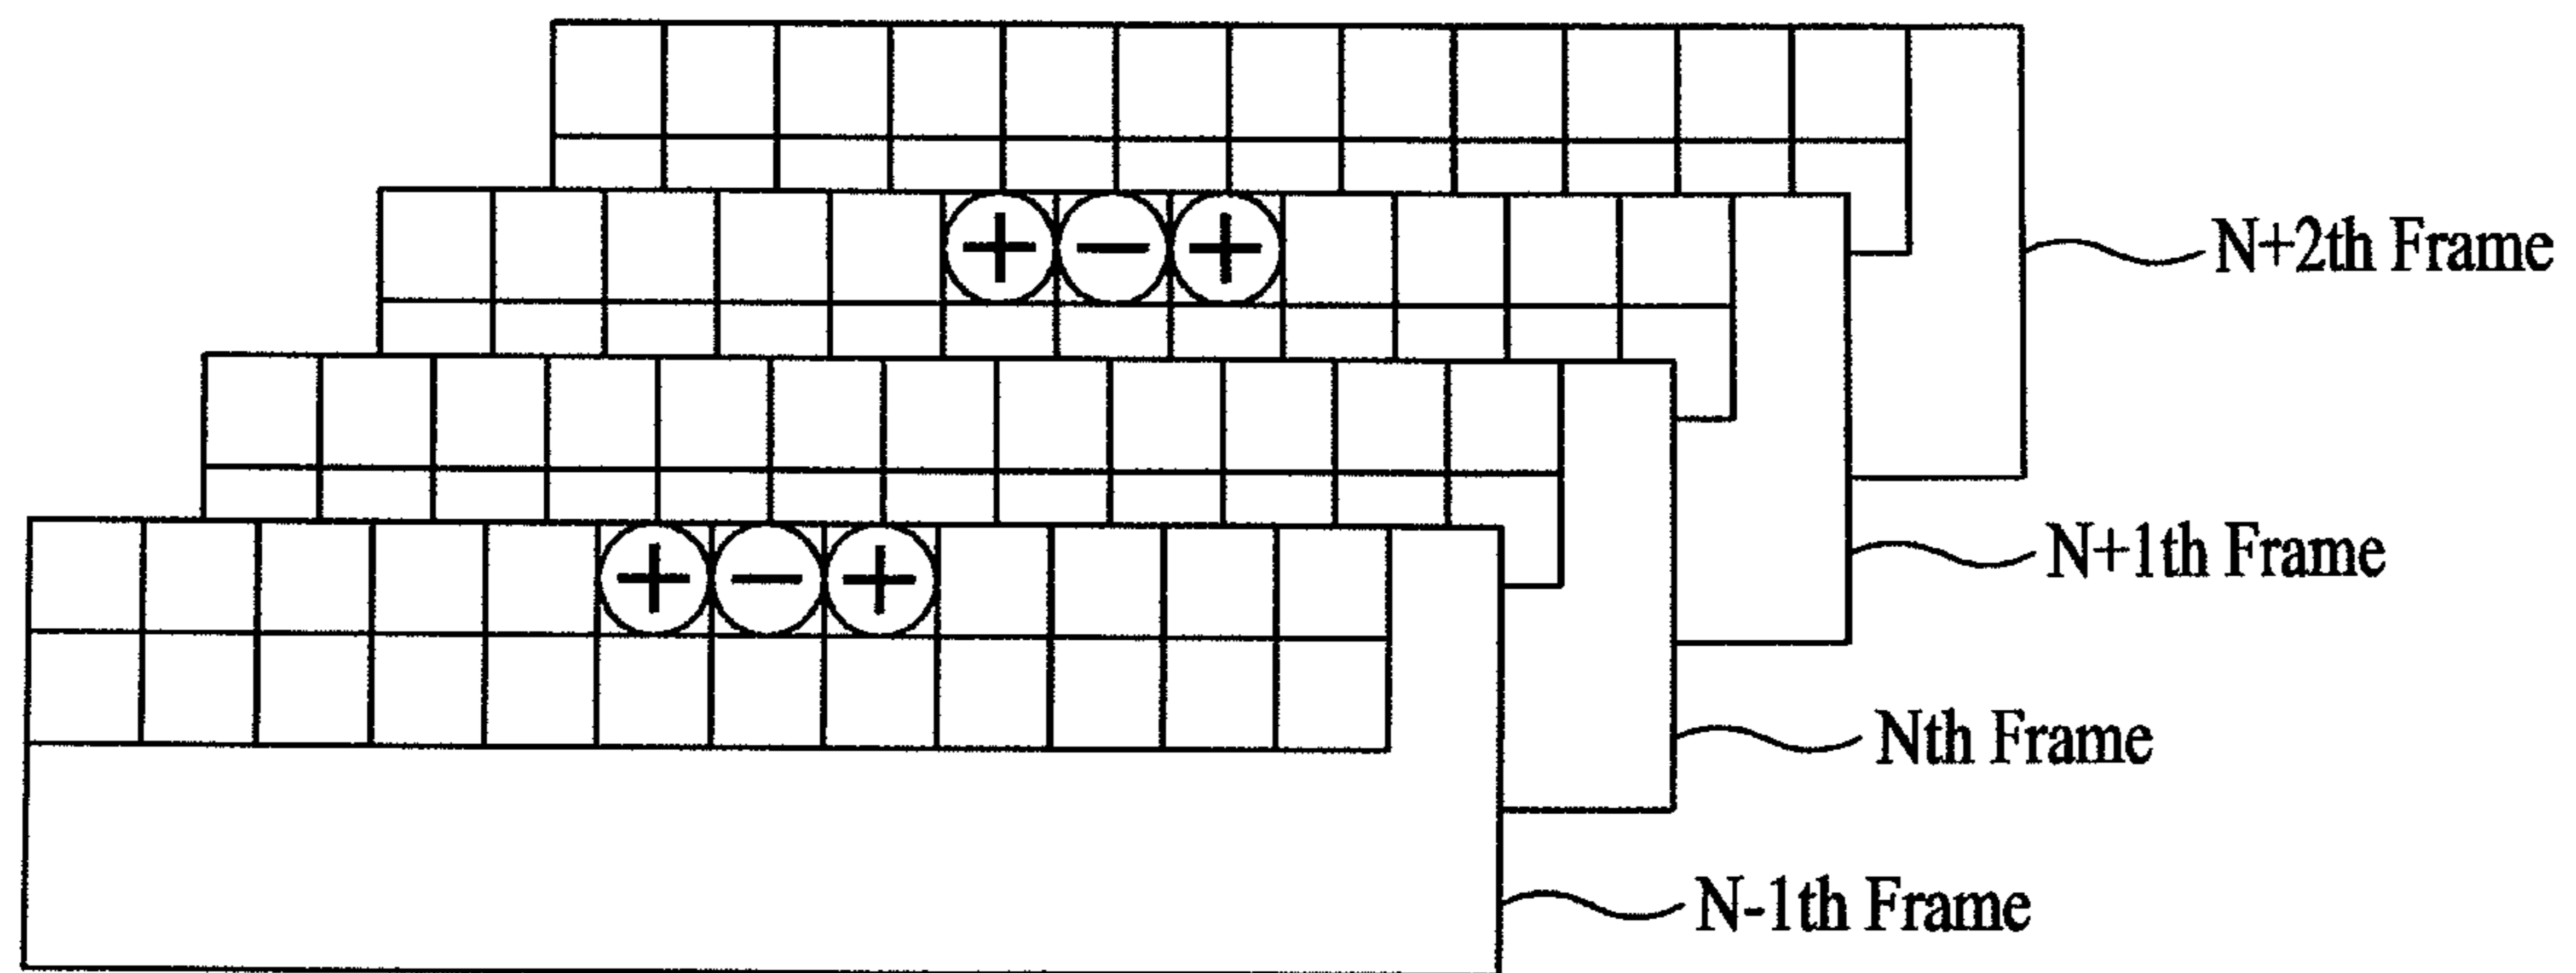 + − +
N+2th Frame
+ − +
N+1th Frame
Nth Frame
N-1th Frame